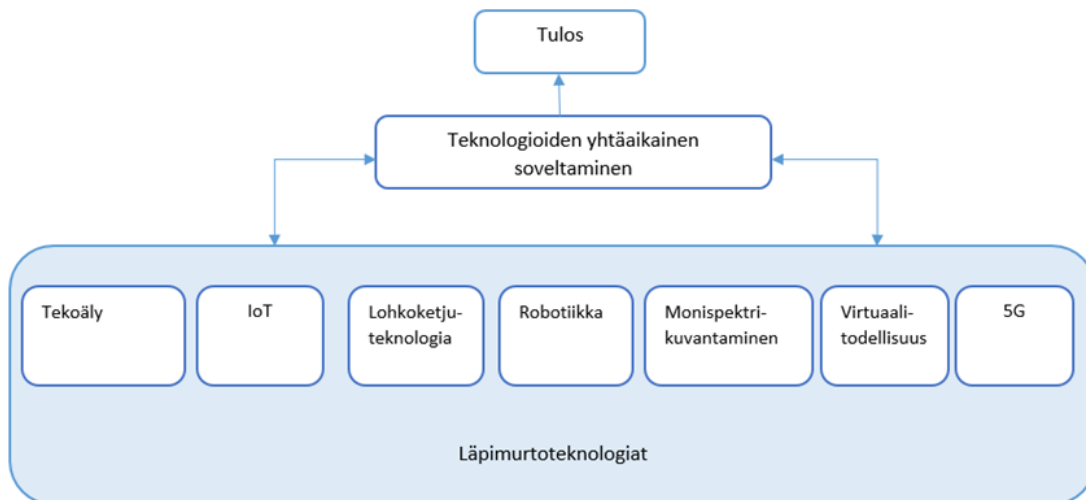 Tulos
Teknologioiden yhtäaikainen
soveltaminen
Tekoäly
IoT
Lohkoketju-
teknologia
Robotiikka
Monispektri-
kuvantaminen
Virtuaali-
todellisuus
5G
Läpimurtoteknologiat